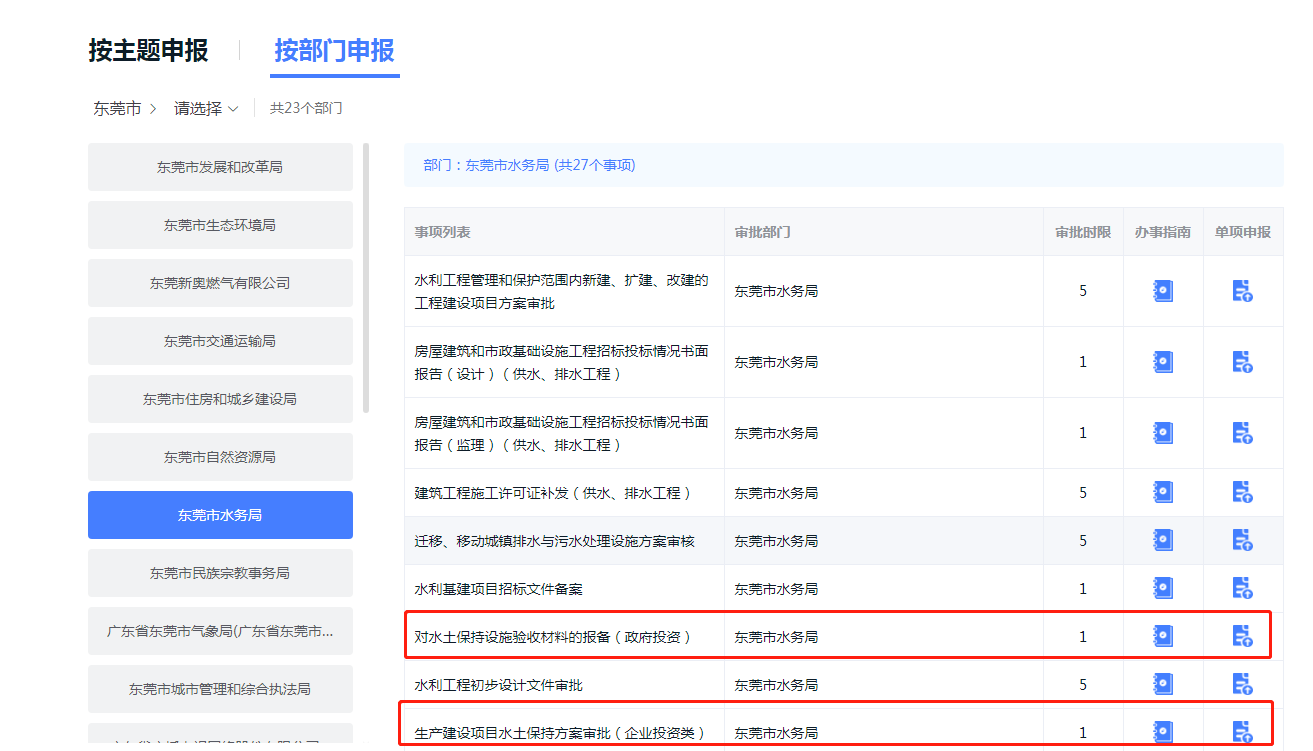 按主题申报
按部门申报
东莞市
请选择
共23个部门
东莞市发展和改革局
东莞市生态环境局
东莞新奥燃气有限公司
东莞市交通运输局
东莞市住房和城乡建设局
东莞市自然资源局
东莞市水务局
东莞市民族宗教事务局
广东省东莞市气象局(广东省东莞市...
东莞市城市管理和综合执法局
部门：东莞市水务局 (共27个事项)
事项列表 审批部门 审批时限 办事指南 单项申报
水利工程管理和保护范围内新建、扩建、改建的
工程建设项目方案审批
东莞市水务局 5
房屋建筑和市政基础设施工程招标投标情况书面
报告（设计）（供水、排水工程）
东莞市水务局 1
房屋建筑和市政基础设施工程招标投标情况书面
报告（监理）（供水、排水工程）
东莞市水务局 1
建筑工程施工许可证补发（供水、排水工程） 东莞市水务局 5
迁移、移动城镇排水与污水处理设施方案审核 东莞市水务局 5
水利基建项目招标文件备案 东莞市水务局 1
对水土保持设施验收材料的报备（政府投资） 东莞市水务局 1
水利工程初步设计文件审批 东莞市水务局 5
生产建设项目水土保持方案审批（企业投资类） 东莞市水务局 1